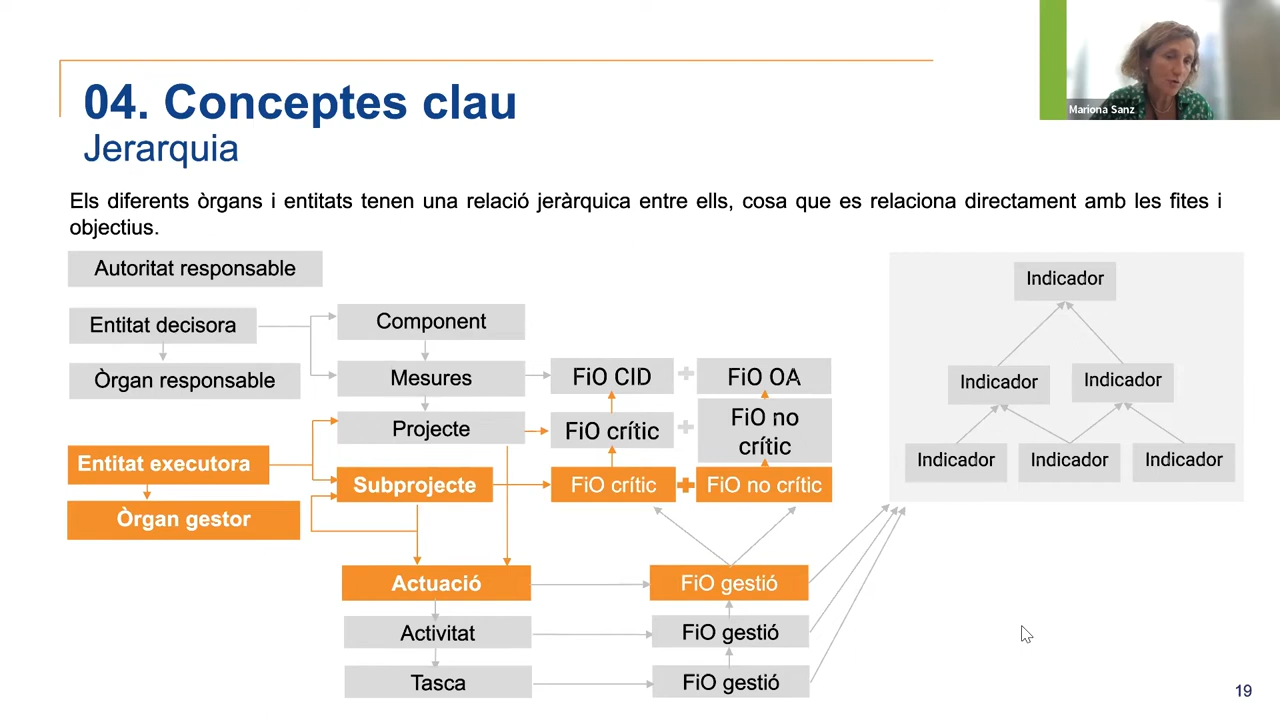 04. Conceptes clau
Jerarquia
Mariona Sanz
Els diferents òrgans i entitats tenen una relació jeràrquica entre ells, cosa que es relaciona directament amb les fites i
objectius.
Autoritat responsable
Entitat decisora
Òrgan responsable
Entitat executora
Òrgan gestor
Component
Mesures
Projecte
Subprojecte
Actuació
Activitat
Tasca
FiO CID
FiO OA
FiO crític
FiO no
crític
FiO crític
FiO no crític
FiO gestió
FiO gestió
FiO gestió
Indicador
Indicador
Indicador
Indicador
Indicador
Indicador
19